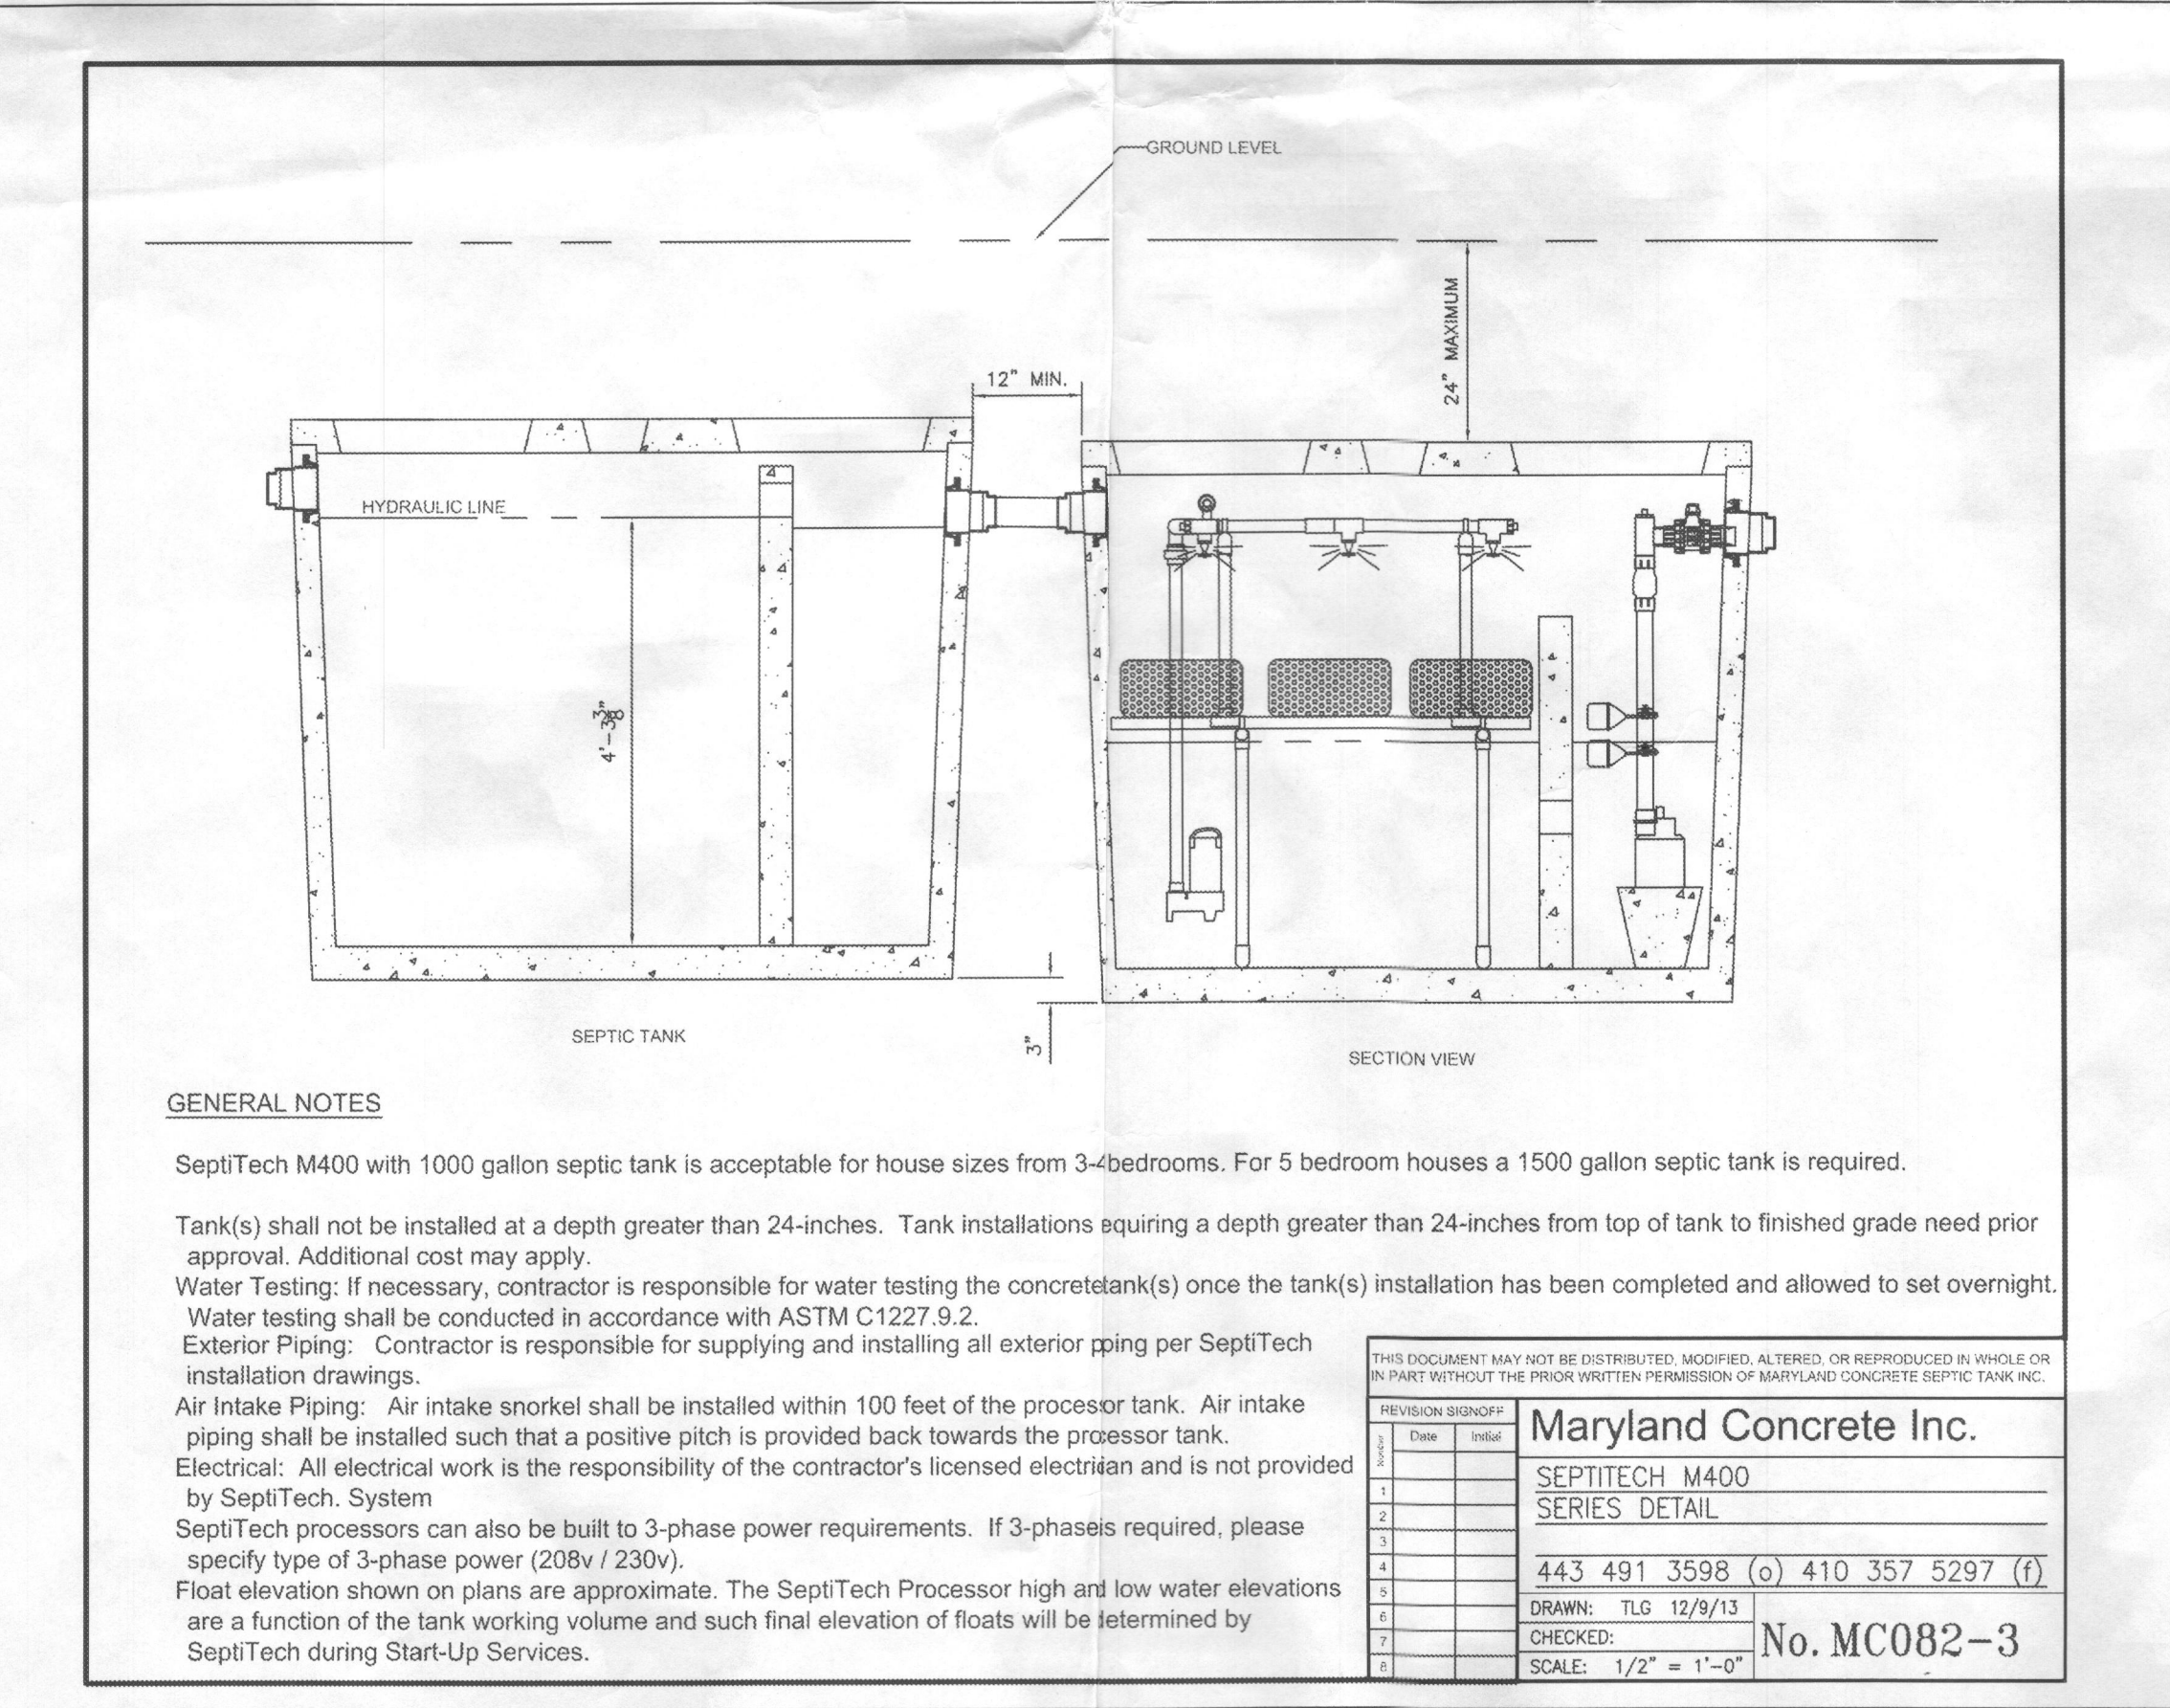 GROUND LEVEL
24" MAXIMUM
12" MIN.
HYDRAULIC LINE
4'-3 3/8"
3"
SEPTIC TANK
SECTION VIEW
GENERAL NOTES
SeptiTech M400 with 1000 gallon septic tank is acceptable for house sizes from 3-4bedrooms. For 5 bedroom houses a 1500 gallon septic tank is required.
Tank(s) shall not be installed at a depth greater than 24-inches. Tank installations equiring a depth greater than 24-inches from top of tank to finished grade need prior
approval. Additional cost may apply.
Water Testing: If necessary, contractor is responsible for water testing the concretetank(s) once the tank(s) installation has been completed and allowed to set overnight.
Water testing shall be conducted in accordance with ASTM C1227.9.2.
Exterior Piping: Contractor is responsible for supplying and installing all exterior pping per SeptiTech
installation drawings.
Air Intake Piping: Air intake snorkel shall be installed within 100 feet of the processor tank. Air intake
piping shall be installed such that a positive pitch is provided back towards the processor tank.
Electrical: All electrical work is the responsibility of the contractor's licensed electrician and is not provided
by SeptiTech. System
SeptiTech processors can also be built to 3-phase power requirements. If 3-phaseis required, please
specify type of 3-phase power (208v / 230v).
Float elevation shown on plans are approximate. The SeptiTech Processor high and low water elevations
are a function of the tank working volume and such final elevation of floats will be determined by
SeptiTech during Start-Up Services.
THIS DOCUMENT MAY NOT BE DISTRIBUTED, MODIFIED, ALTERED, OR REPRODUCED IN WHOLE OR
IN PART WITHOUT THE PRIOR WRITTEN PERMISSION OF MARYLAND CONCRETE SEPTIC TANK INC.
REVISION SIGNOFF
Number Date Initial
1
2
3
4
5
6
7
8
Maryland Concrete Inc.
SEPTITECH M400
SERIES DETAIL
443 491 3598 (o) 410 357 5297 (f)
DRAWN: TLG 12/9/13
CHECKED:
SCALE: 1/2" = 1'-0"
No. MC082-3